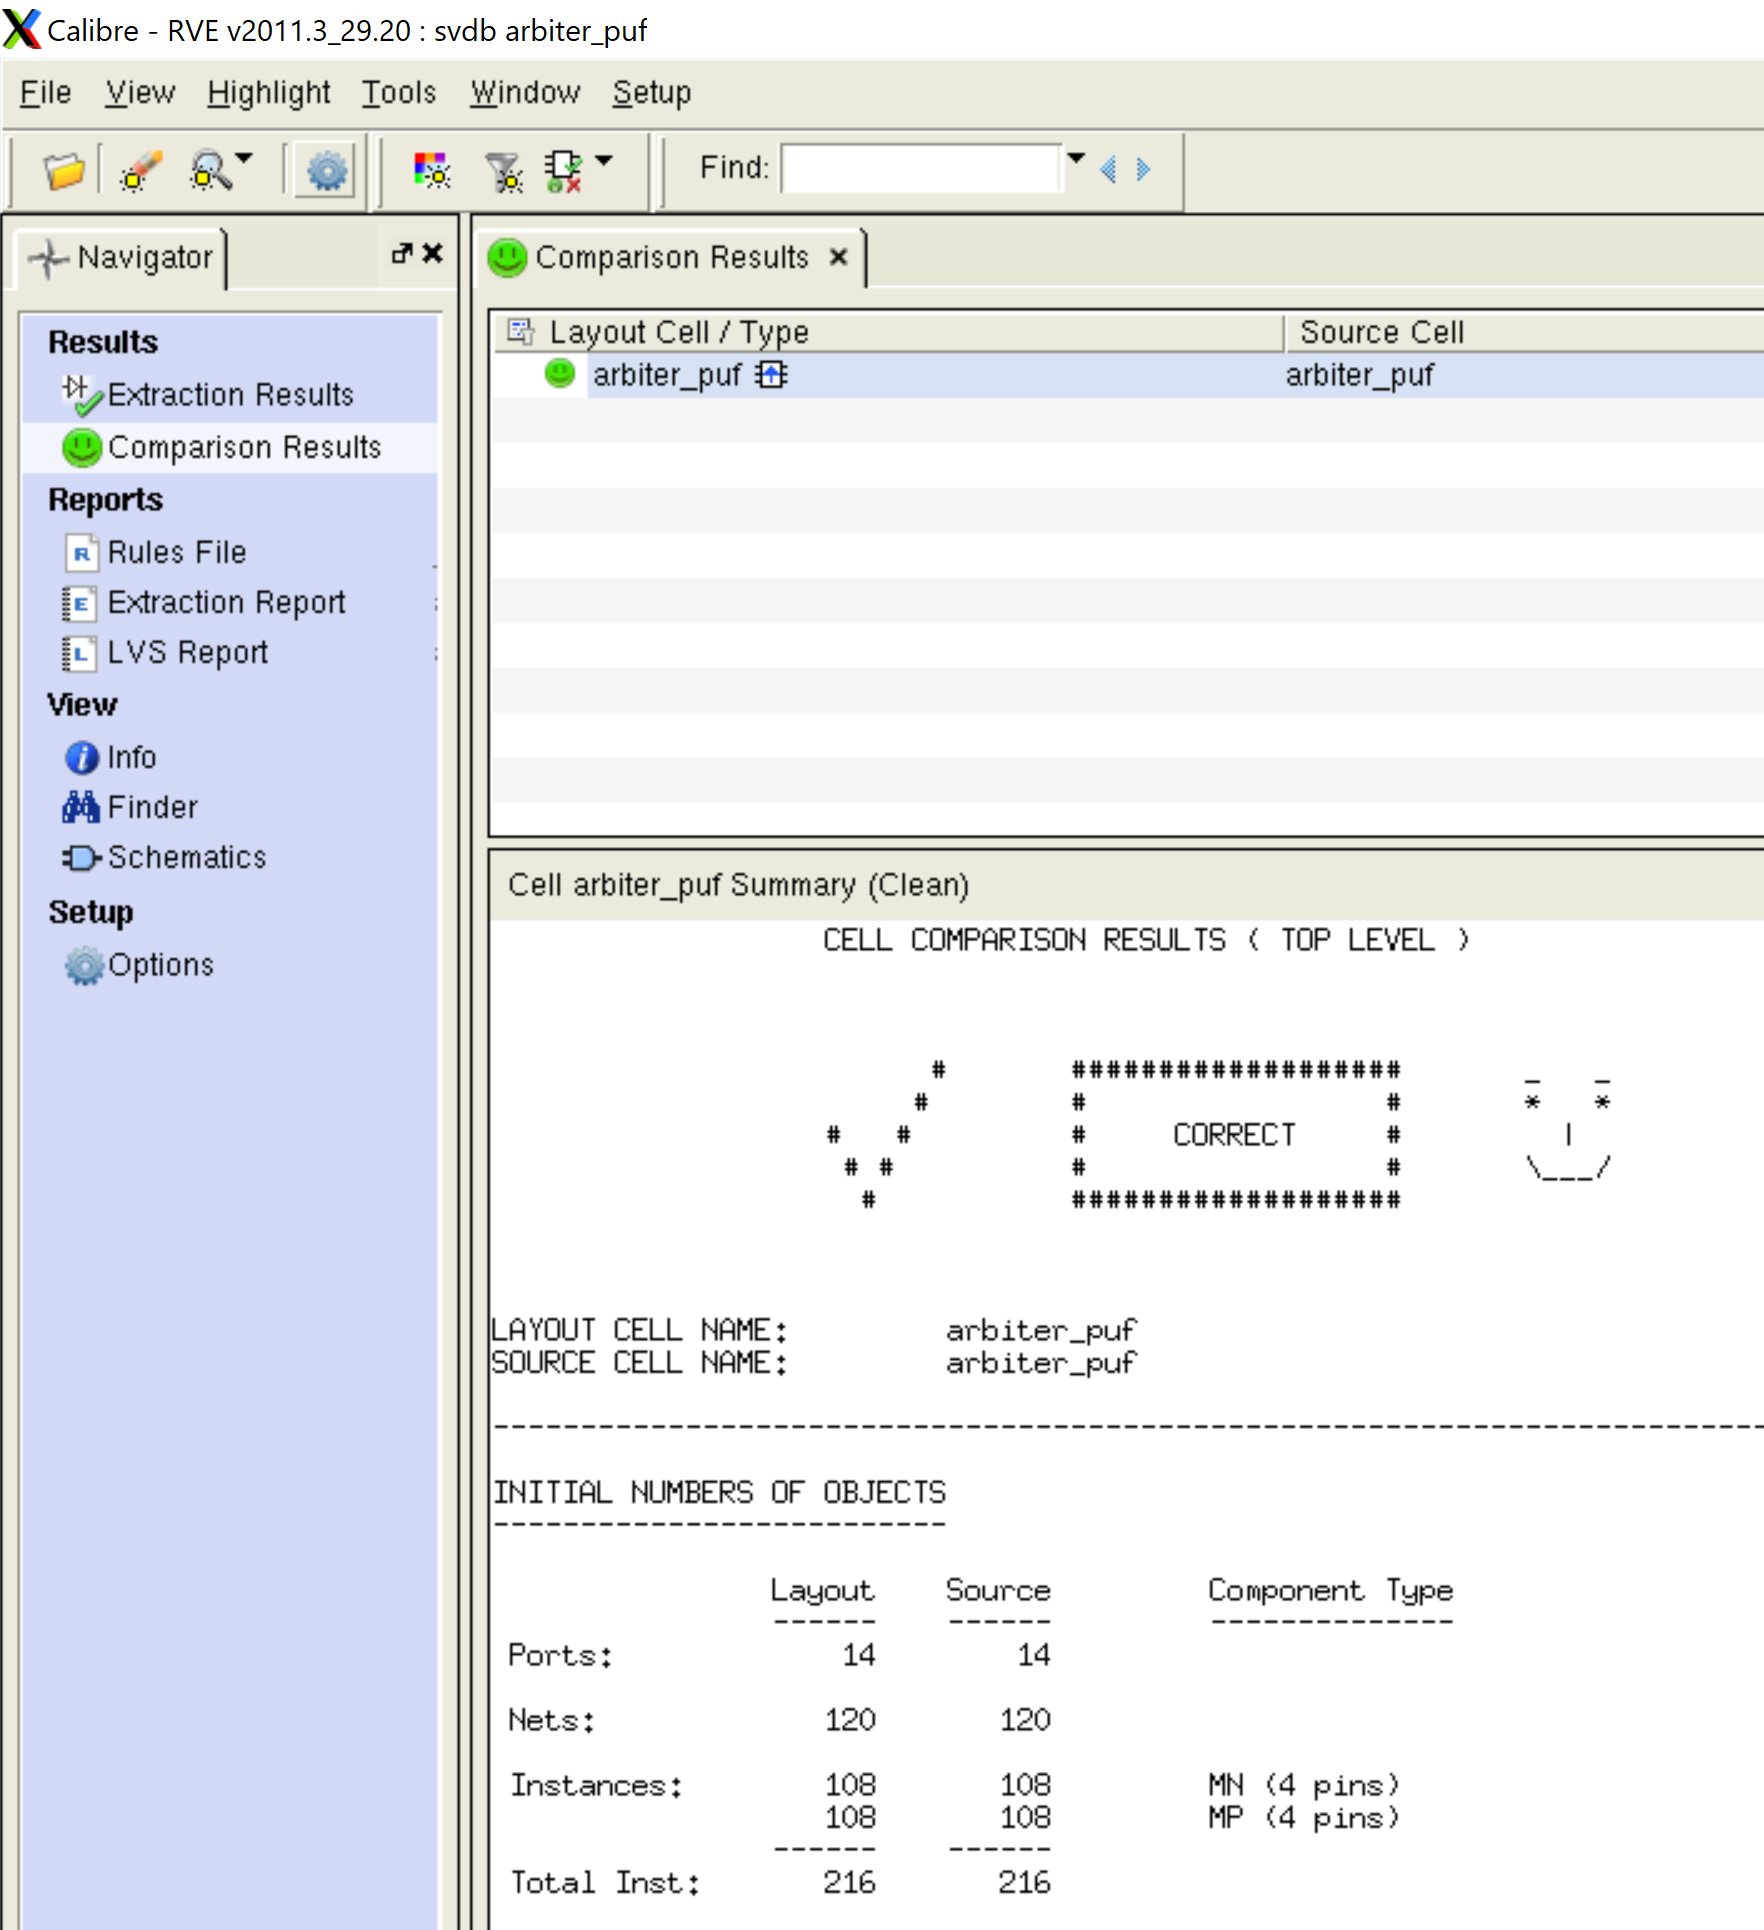 Calibre - RVE v2011.3_29.20 : svdb arbiter_puf
File View Highlight Tools Window Setup
Find:
Navigator
Results
Extraction Results
Comparison Results
Reports
R Rules File
E Extraction Report
L LVS Report
View
i Info
Finder
Schematics
Setup
Options
Comparison Results
Layout Cell / Type Source Cell
arbiter_puf arbiter_puf
Cell arbiter_puf Summary (Clean)
CELL COMPARISON RESULTS ( TOP LEVEL )
# ################### _ _
# # # * *
# # # CORRECT # |
# # # # \___/
# ###################
LAYOUT CELL NAME: arbiter_puf
SOURCE CELL NAME: arbiter_puf
INITIAL NUMBERS OF OBJECTS
--------------------------
Layout Source Component Type
------ ------ --------------
Ports: 14 14
Nets: 120 120
Instances: 108 108 MN (4 pins)
108 108 MP (4 pins)
------ ------
Total Inst: 216 216